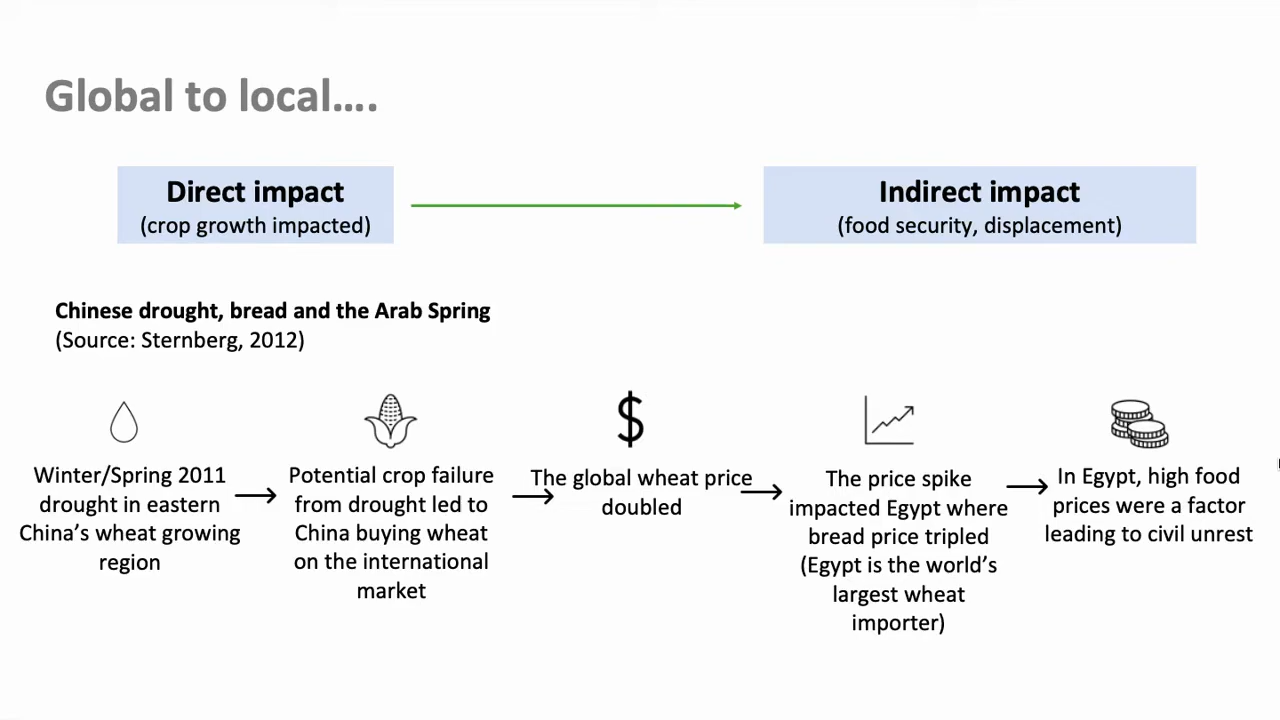 Global to local....
Direct impact
(crop growth impacted)
Indirect impact
(food security, displacement)
Chinese drought, bread and the Arab Spring
(Source: Sternberg, 2012)
Winter/Spring 2011
drought in eastern
China's wheat growing
region
Potential crop failure
from drought led to
China buying wheat
on the international
market
$
The global wheat price
doubled
The price spike
impacted Egypt where
bread price tripled
(Egypt is the world's
largest wheat
importer)
In Egypt, high food
prices were a factor
leading to civil unrest